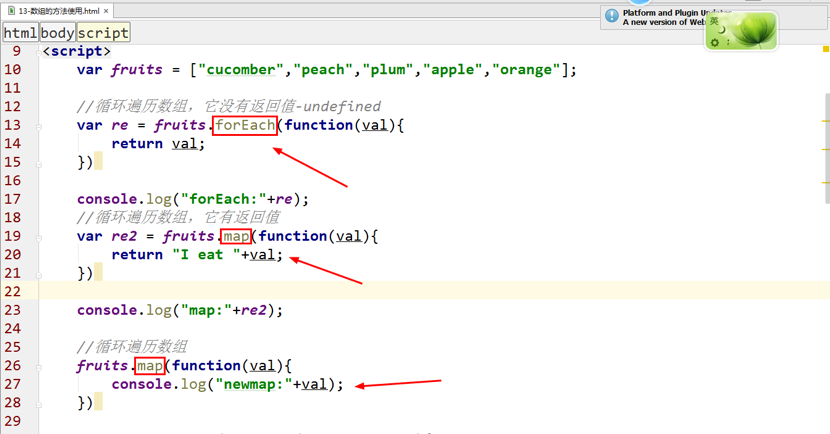 13-数组的方法使用.html ×
Platform and Plugin Updates
A new version of Web
英
html body script
9 <script>
10 var fruits = ["cucomber","peach","plum","apple","orange"];
11
12 //循环遍历数组，它没有返回值-undefined
13 var re = fruits.forEach(function(val){
14 return val;
15 })
16
17 console.log("forEach:"+re);
18 //循环遍历数组，它有返回值
19 var re2 = fruits.map(function(val){
20 return "I eat "+val;
21 })
22
23 console.log("map:"+re2);
24
25 //循环遍历数组
26 fruits.map(function(val){
27 console.log("newmap:"+val);
28 })
29